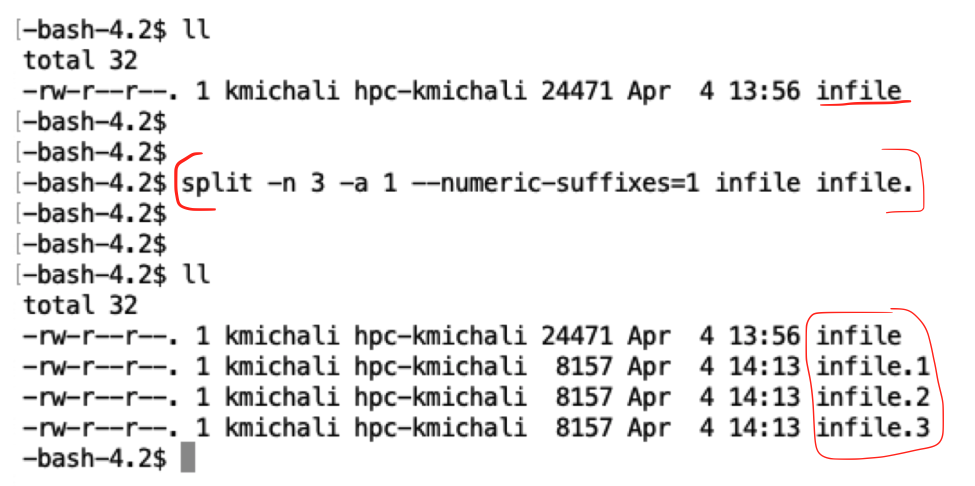 [-bash-4.2$ ll
total 32
-rw-r--r--. 1 kmichali hpc-kmichali 24471 Apr  4 13:56 infile
[-bash-4.2$
[-bash-4.2$
[-bash-4.2$ split -n 3 -a 1 --numeric-suffixes=1 infile infile.
[-bash-4.2$
[-bash-4.2$
[-bash-4.2$ ll
total 32
-rw-r--r--. 1 kmichali hpc-kmichali 24471 Apr  4 13:56 infile
-rw-r--r--. 1 kmichali hpc-kmichali  8157 Apr  4 14:13 infile.1
-rw-r--r--. 1 kmichali hpc-kmichali  8157 Apr  4 14:13 infile.2
-rw-r--r--. 1 kmichali hpc-kmichali  8157 Apr  4 14:13 infile.3
-bash-4.2$